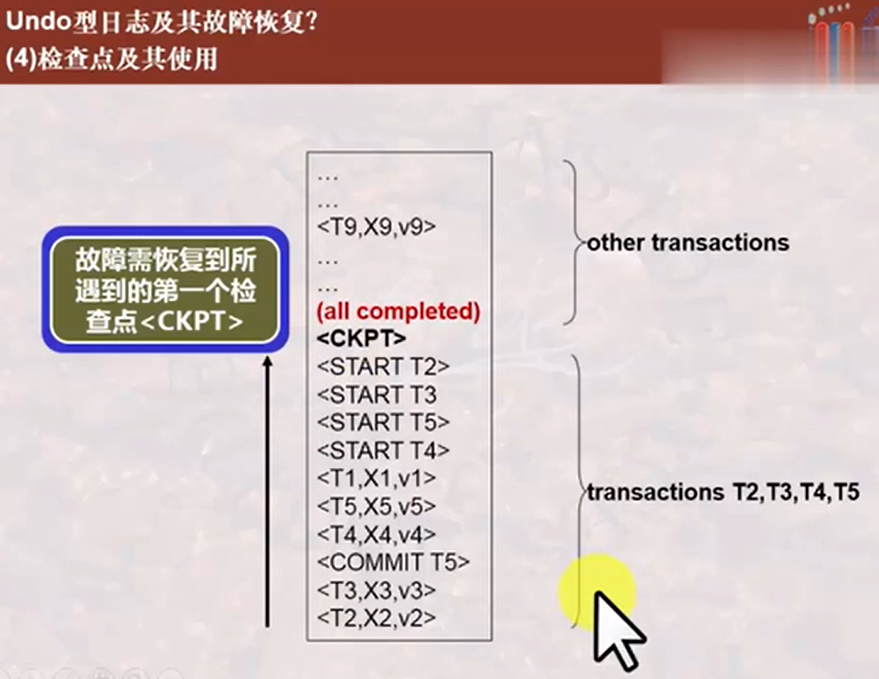 Undo型日志及其故障恢复?
(4)检查点及其使用
故障需恢复到所
遇到的第一个检
查点<CKPT>
...
...
<T9,X9,v9>
...
...
(all completed)
<CKPT>
<START T2>
<START T3
<START T5>
<START T4>
<T1,X1,v1>
<T5,X5,v5>
<T4,X4,v4>
<COMMIT T5>
<T3,X3,v3>
<T2,X2,v2>
other transactions
transactions T2,T3,T4,T5